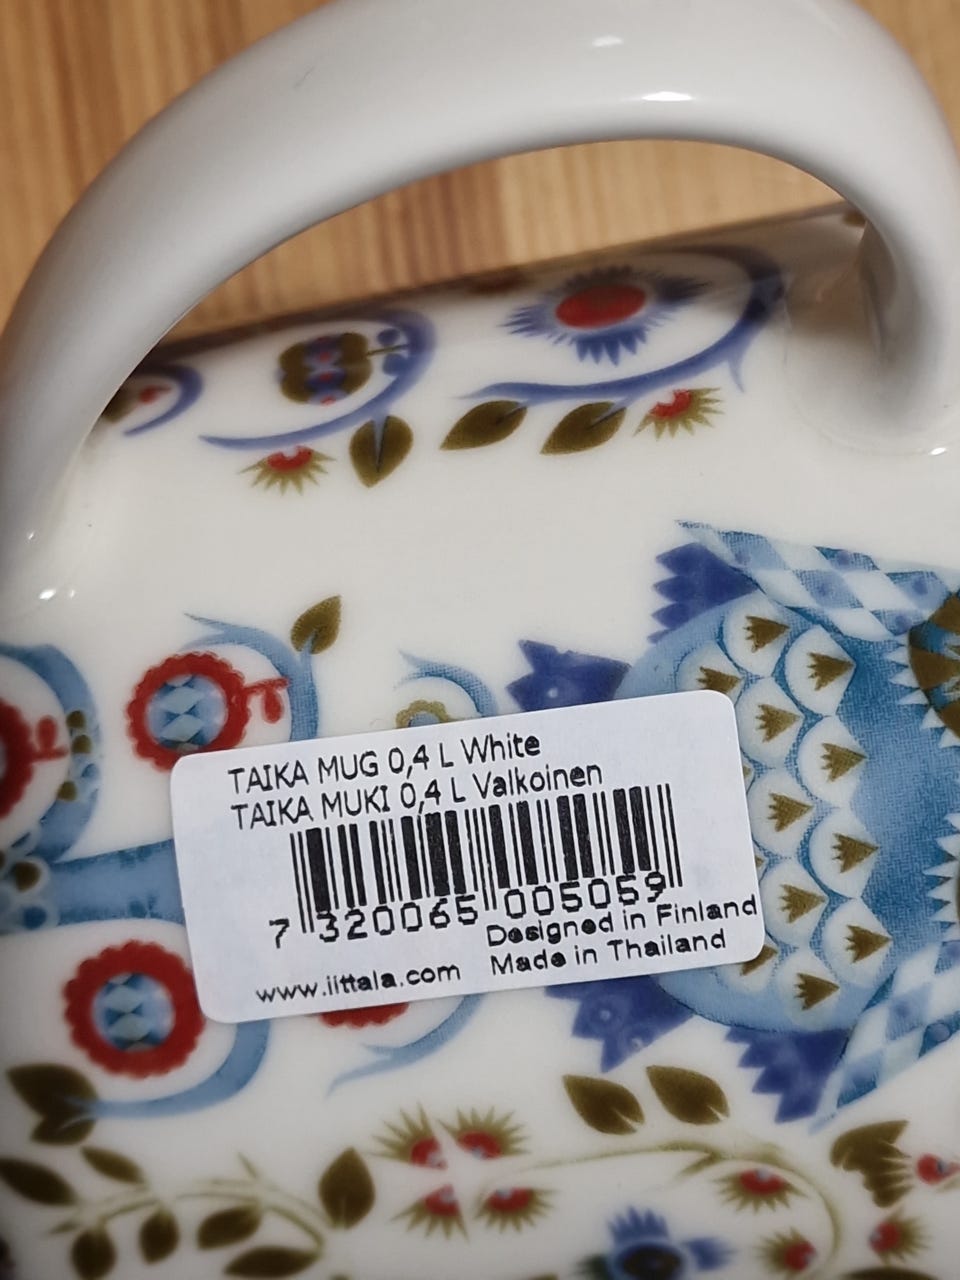 TAIKA MUG 0,4 L White
TAIKA MUKI 0,4 L Valkoinen
7 320065 005059
Designed in Finland
www.iittala.com Made in Thailand